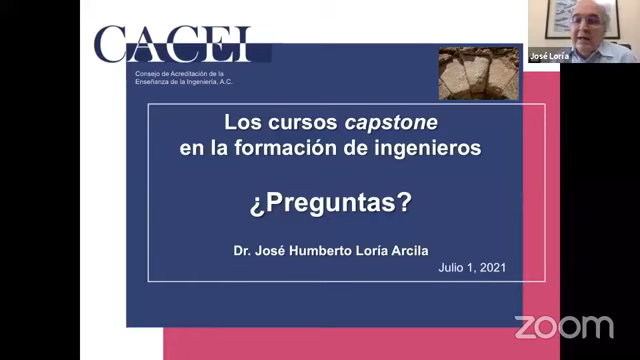 CACEI
Consejo de Acreditación de la
Enseñanza de la Ingeniería, A.C.
José Loría
Los cursos capstone
en la formación de ingenieros
¿Preguntas?
Dr. José Humberto Loría Arcila
Julio 1, 2021
zoom